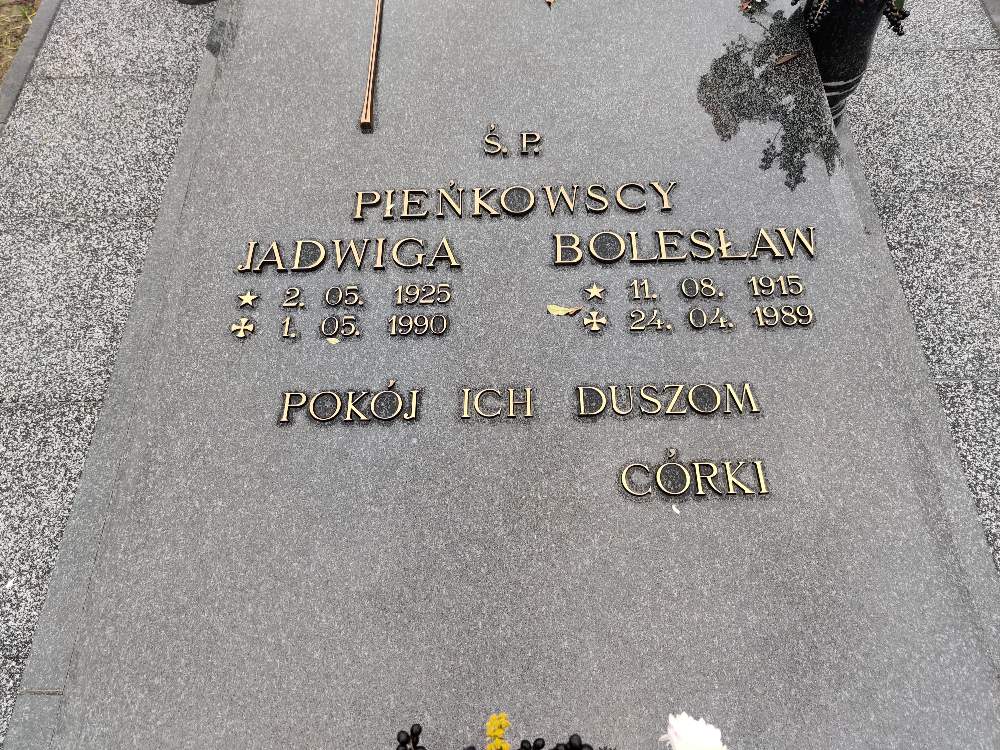 Ś. P.
PIEŃKOWSCY
JADWIGA BOLESŁAW
2. 05. 1925 11. 08. 1915
1. 05. 1990 24. 04. 1989
POKÓJ ICH DUSZOM
CÓRKI